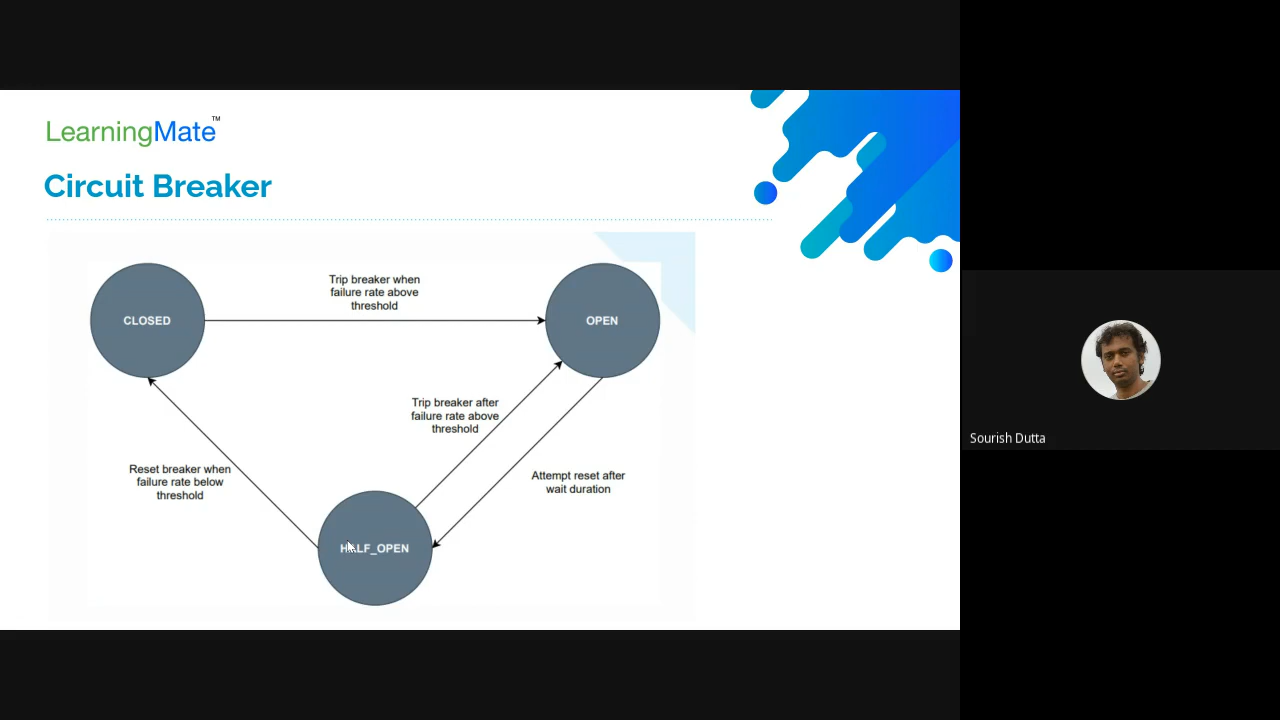 LearningMate™
Circuit Breaker
Trip breaker when
failure rate above
threshold
CLOSED
OPEN
Trip breaker after
failure rate above
threshold
Reset breaker when
failure rate below
threshold
Attempt reset after
wait duration
HALF_OPEN
Sourish Dutta